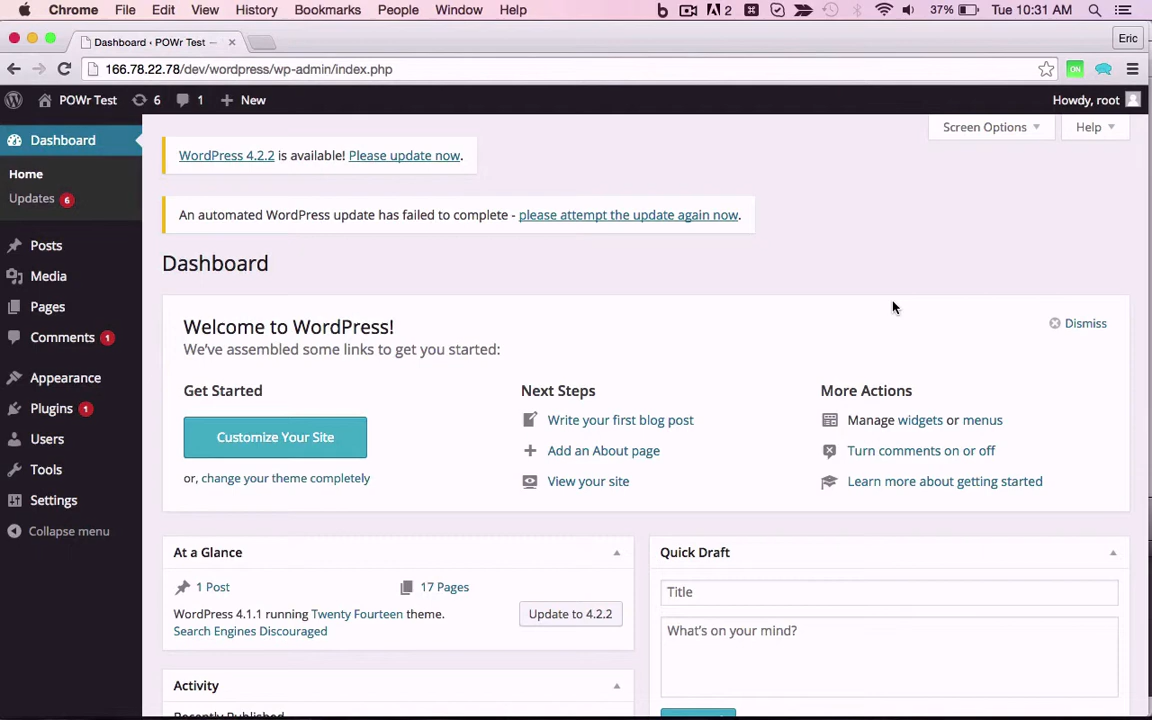 Chrome File Edit View History Bookmarks People Window Help 2 37% Tue 10:31 AM
Dashboard ‹ POWr Test — Eric
166.78.22.78/dev/wordpress/wp-admin/index.php ON
POWr Test 6 1 New Howdy, root
Screen Options Help
Dashboard
Home
Updates 6
Posts
Media
Pages
Comments 1
Appearance
Plugins 1
Users
Tools
Settings
Collapse menu
WordPress 4.2.2 is available! Please update now.
An automated WordPress update has failed to complete - please attempt the update again now.
Dashboard
Welcome to WordPress!
We've assembled some links to get you started:
Dismiss
Get Started
Customize Your Site
or, change your theme completely
Next Steps
Write your first blog post
Add an About page
View your site
More Actions
Manage widgets or menus
Turn comments on or off
Learn more about getting started
At a Glance
1 Post 17 Pages
WordPress 4.1.1 running Twenty Fourteen theme.
Update to 4.2.2
Search Engines Discouraged
Activity
Recently Published
Quick Draft
Title
What's on your mind?